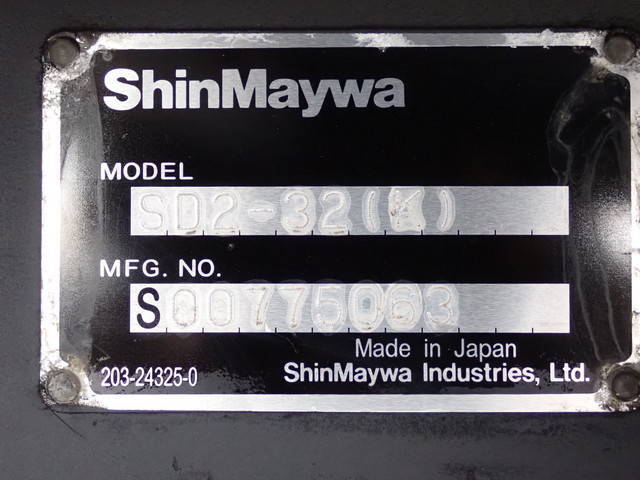 ShinMaywa
MODEL
SD2-32(K)
MFG. NO.
S00775063
Made in Japan
203-24325-0
ShinMaywa Industries, Ltd.